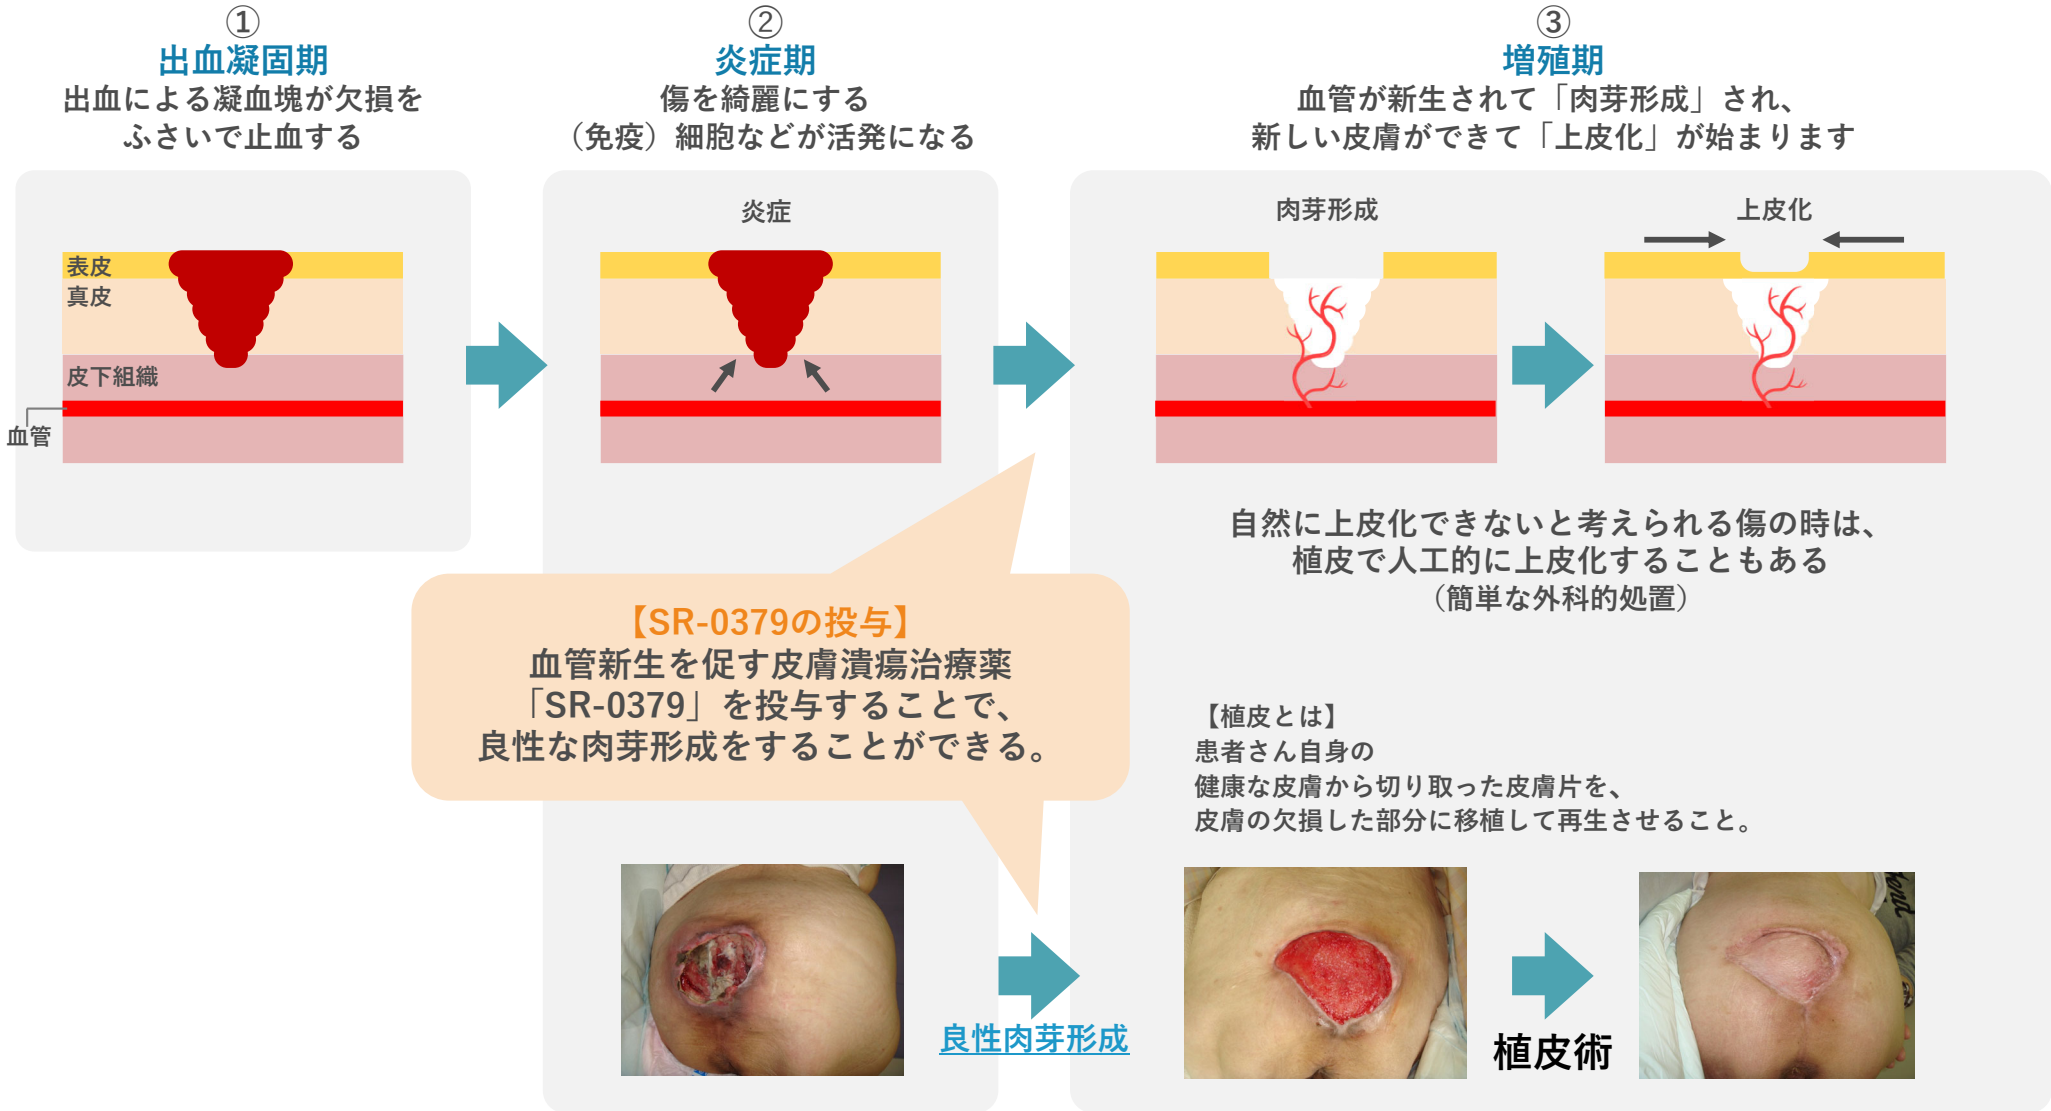 ①
出血凝固期
出血による凝血塊が欠損を
ふさいで止血する
表皮
真皮
皮下組織
血管
②
炎症期
傷を綺麗にする
（免疫）細胞などが活発になる
炎症
③
増殖期
血管が新生されて「肉芽形成」され、
新しい皮膚ができて「上皮化」が始まります
肉芽形成
上皮化
自然に上皮化できないと考えられる傷の時は、
植皮で人工的に上皮化することもある
（簡単な外科的処置）
【SR-0379の投与】
血管新生を促す皮膚潰瘍治療薬
「SR-0379」を投与することで、
良性な肉芽形成をすることができる。
【植皮とは】
患者さん自身の
健康な皮膚から切り取った皮膚片を、
皮膚の欠損した部分に移植して再生させること。
良性肉芽形成
植皮術